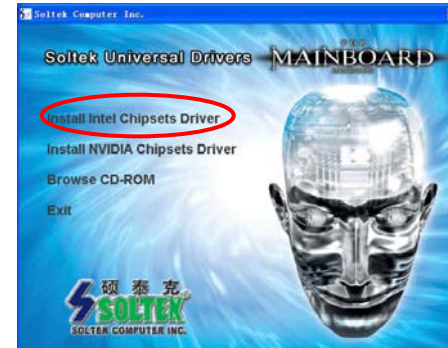 Soltek Computer Inc.
Soltek Universal Drivers
THE
MAINBOARD
Install Intel Chipsets Driver
Install NVIDIA Chipsets Driver
Browse CD-ROM
Exit
硕泰克
SOLTEK
SOLTEK COMPUTER INC.